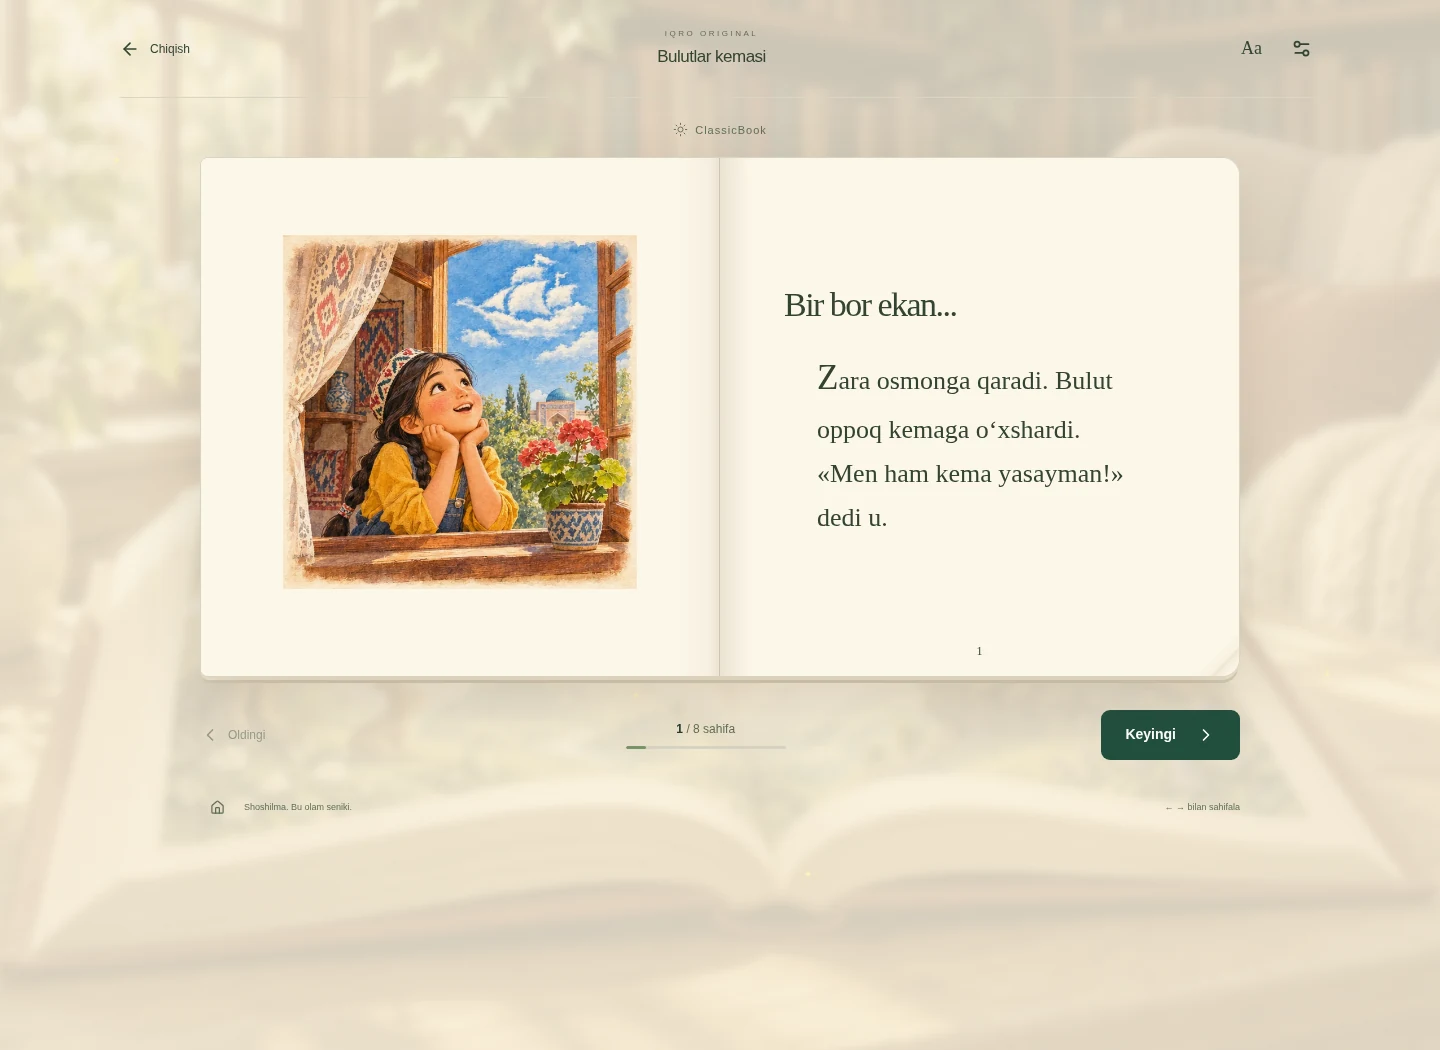 Chiqish
IQRO ORIGINAL
Bulutlar kemasi
Aa
ClassicBook
Bir bor ekan...
Zara osmonga qaradi. Bulut
oppoq kemaga o‘xshardi.
«Men ham kema yasayman!»
dedi u.
1
Oldingi
1 / 8 sahifa
Keyingi
Shoshilma. Bu olam seniki.
← → bilan sahifala